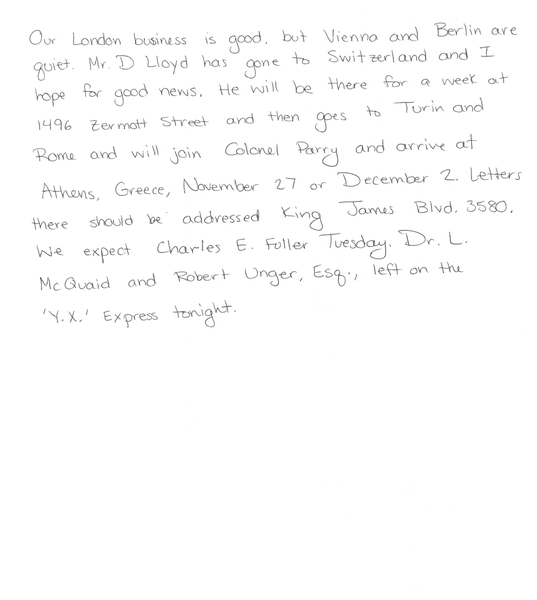 Our London business is good, but Vienna and Berlin are
quiet. Mr. D Lloyd has gone to Switzerland and I
hope for good news. He will be there for a week at
1496 Zermott Street and then goes to Turin and
Rome and will join Colonel Parry and arrive at
Athens, Greece, November 27 or December 2. Letters
there should be addressed King James Blvd. 3580.
We expect Charles E. Fuller Tuesday. Dr. L.
McQuaid and Robert Unger, Esq., left on the
'Y.X.' Express tonight.